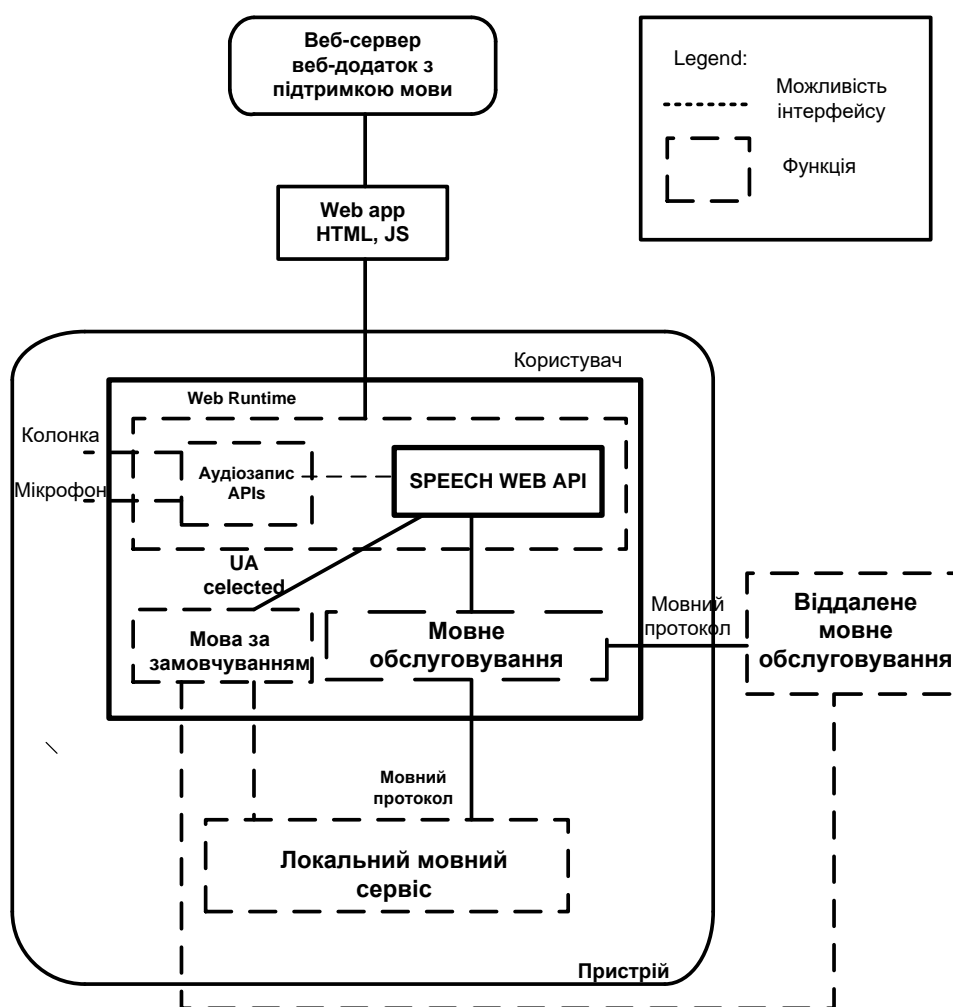 Веб-сервер
веб-додаток з
підтримкою мови
Legend:
Можливість
інтерфейсу
Функція
Web app
HTML, JS
Користувач
Web Runtime
Колонка
Мікрофон
Аудіозапис
APIs
SPEECH WEB API
UA
celected
Мова за
замовчуванням
Мовне
обслуговування
Мовний
протокол
Віддалене
мовне
обслуговування
Мовний
протокол
Локальний мовний
сервіс
Пристрій